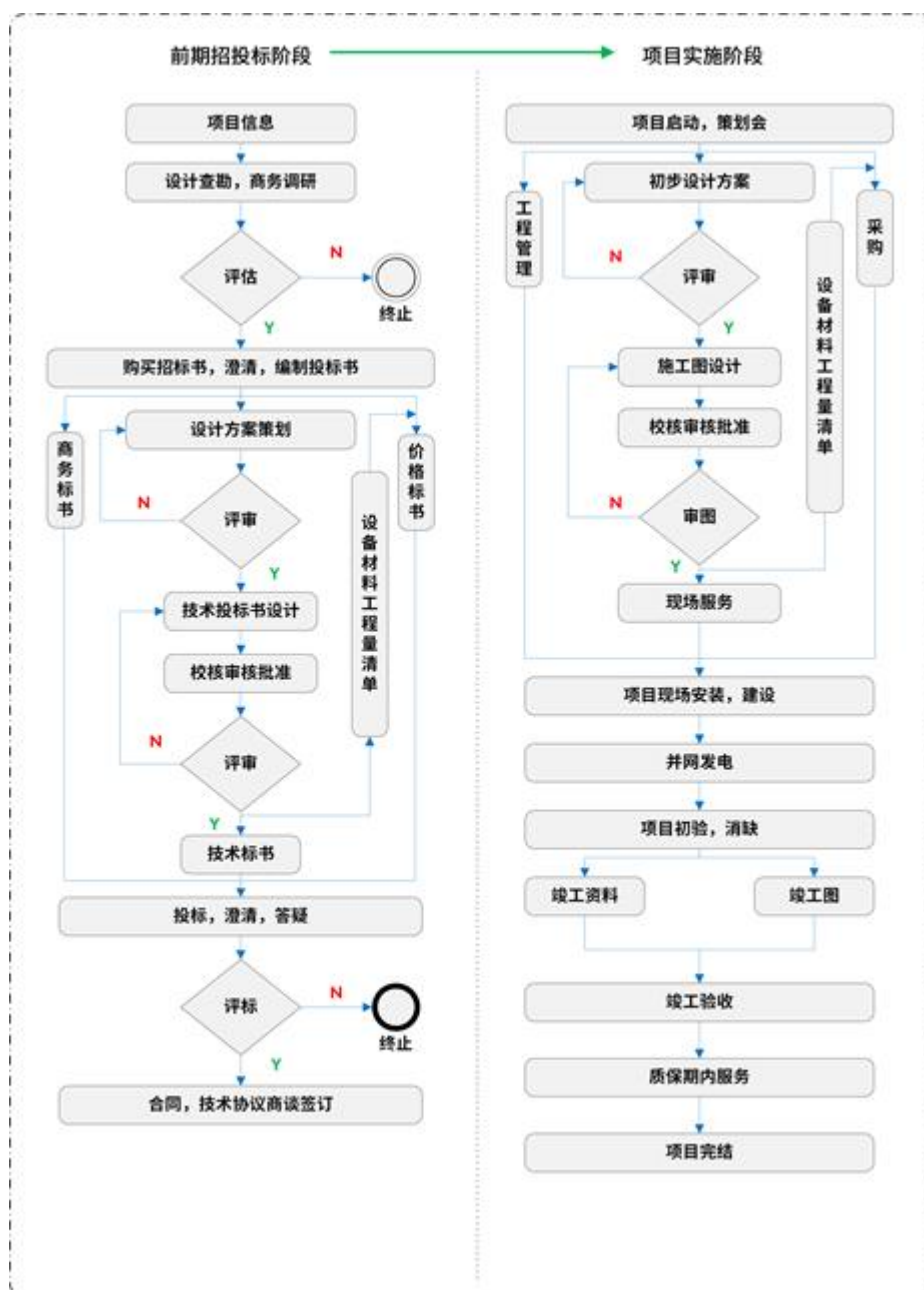 前期招投标阶段
项目信息
设计查勘，商务调研
评估
N
终止
Y
购买招标书，澄清，编制投标书
商务标书
设计方案策划
价格标书
N
评审
设备材料工程量清单
Y
技术投标书设计
校核审核批准
N
评审
Y
技术标书
投标，澄清，答疑
评标
N
终止
Y
合同，技术协议商谈签订
项目实施阶段
项目启动，策划会
工程管理
初步设计方案
采购
N
评审
设备材料工程量清单
Y
施工图设计
校核审核批准
N
审图
Y
现场服务
项目现场安装，建设
并网发电
项目初验，消缺
竣工资料
竣工图
竣工验收
质保期内服务
项目完结